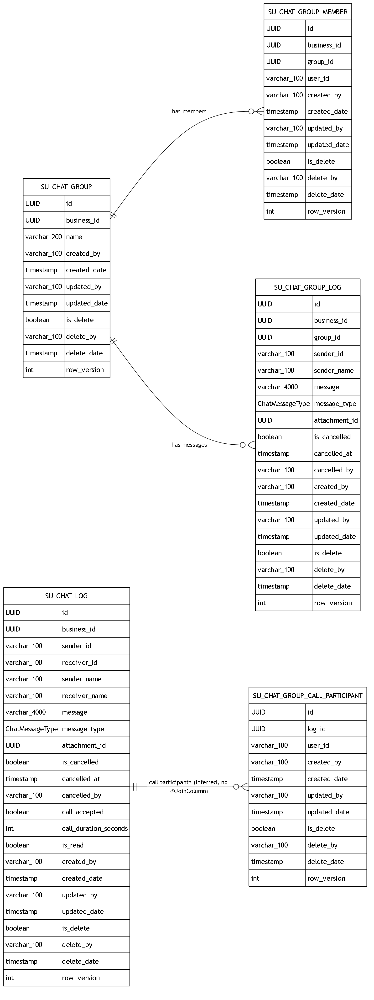 SU_CHAT_GROUP_MEMBER
UUID id
UUID business_id
UUID group_id
varchar_100 user_id
varchar_100 created_by
timestamp created_date
varchar_100 updated_by
timestamp updated_date
boolean is_delete
varchar_100 delete_by
timestamp delete_date
int row_version
has members
SU_CHAT_GROUP
UUID id
UUID business_id
varchar_200 name
varchar_100 created_by
timestamp created_date
varchar_100 updated_by
timestamp updated_date
boolean is_delete
varchar_100 delete_by
timestamp delete_date
int row_version
SU_CHAT_GROUP_LOG
UUID id
UUID business_id
UUID group_id
varchar_100 sender_id
varchar_100 sender_name
varchar_4000 message
ChatMessageType message_type
UUID attachment_id
boolean is_cancelled
timestamp cancelled_at
varchar_100 cancelled_by
varchar_100 created_by
timestamp created_date
varchar_100 updated_by
timestamp updated_date
boolean is_delete
varchar_100 delete_by
timestamp delete_date
int row_version
has messages
SU_CHAT_LOG
UUID id
UUID business_id
varchar_100 sender_id
varchar_100 receiver_id
varchar_100 sender_name
varchar_100 receiver_name
varchar_4000 message
ChatMessageType message_type
UUID attachment_id
boolean is_cancelled
timestamp cancelled_at
varchar_100 cancelled_by
boolean call_accepted
int call_duration_seconds
boolean is_read
varchar_100 created_by
timestamp created_date
varchar_100 updated_by
timestamp updated_date
boolean is_delete
varchar_100 delete_by
timestamp delete_date
int row_version
call participants (inferred, no
@JoinColumn)
SU_CHAT_GROUP_CALL_PARTICIPANT
UUID id
UUID log_id
varchar_100 user_id
varchar_100 created_by
timestamp created_date
varchar_100 updated_by
timestamp updated_date
boolean is_delete
varchar_100 delete_by
timestamp delete_date
int row_version